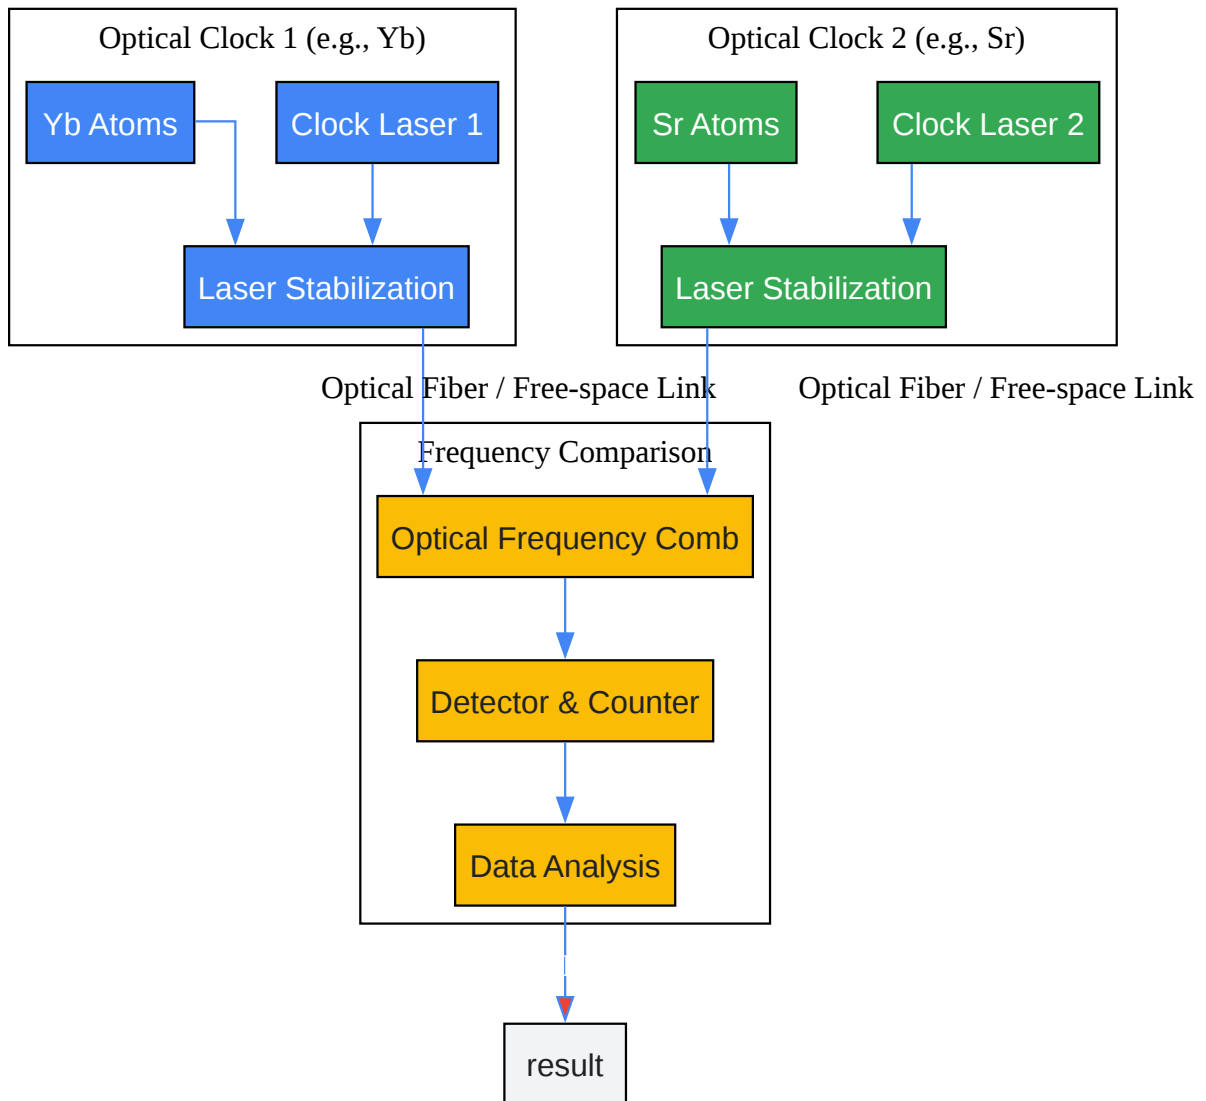 Optical Clock 1 (e.g., Yb)
Optical Clock 2 (e.g., Sr)
Yb Atoms
Clock Laser 1
Sr Atoms
Clock Laser 2
Laser Stabilization
Laser Stabilization
Optical Fiber / Free-space Link
Optical Fiber / Free-space Link
Frequency Comparison
Optical Frequency Comb
Detector & Counter
Data Analysis
result